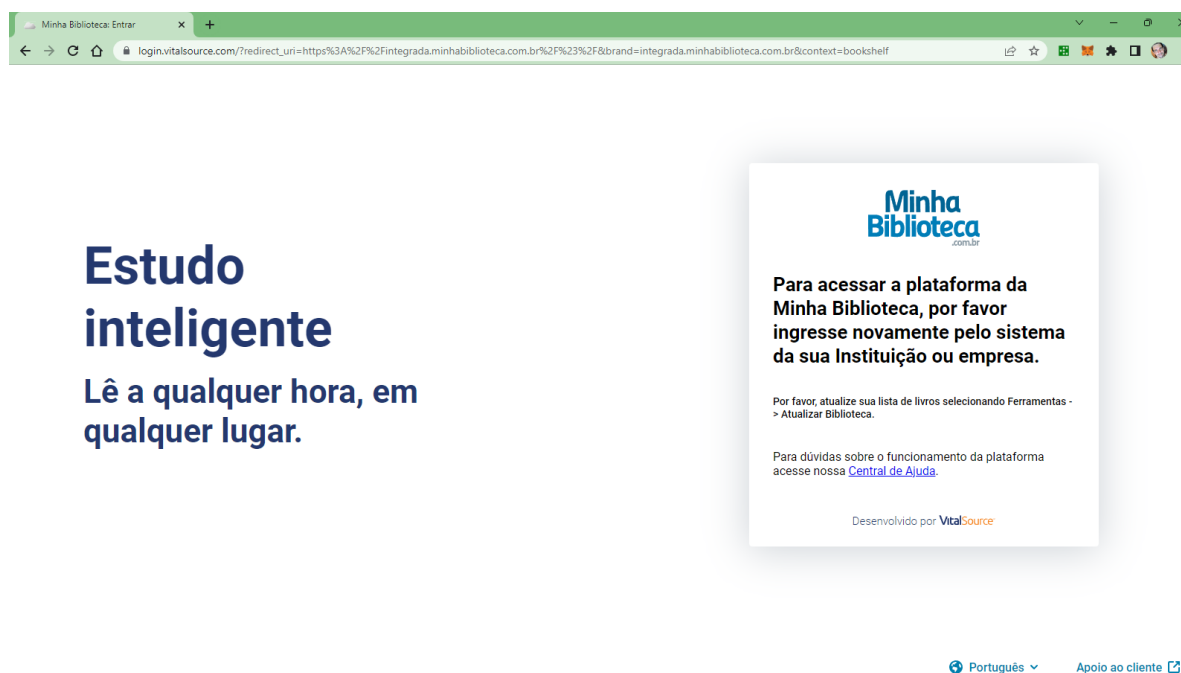 Minha Biblioteca: Entrar
login.vitalsource.com/?redirect_uri=https%3A%2F%2Fintegrada.minhabiblioteca.com.br%2F%23%2F&brand=integrada.minhabiblioteca.com.br&context=bookshelf
Estudo
inteligente
Lê a qualquer hora, em
qualquer lugar.
Minha
Biblioteca
.com.br
Para acessar a plataforma da
Minha Biblioteca, por favor
ingresse novamente pelo sistema
da sua Instituição ou empresa.
Por favor, atualize sua lista de livros selecionando Ferramentas -
> Atualizar Biblioteca.
Para dúvidas sobre o funcionamento da plataforma
acesse nossa Central de Ajuda.
Desenvolvido por VitalSource
Português
Apoio ao cliente